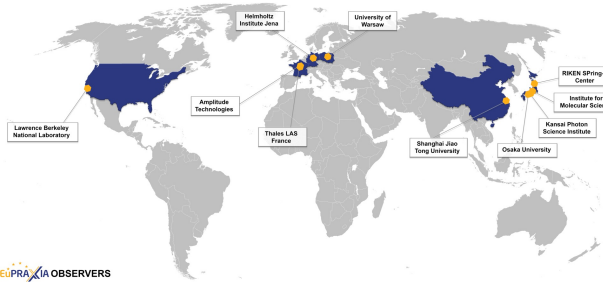 Helmholtz
Institute Jena
University of
Warsaw
RIKEN SPring-
Center
Amplitude
Technologies
Institute for
Molecular Scie
Lawrence Berkeley
National Laboratory
Thales LAS
France
Kansai Photon
Science Institute
Shanghai Jiao
Tong University
Osaka University
EuPRAXIA OBSERVERS